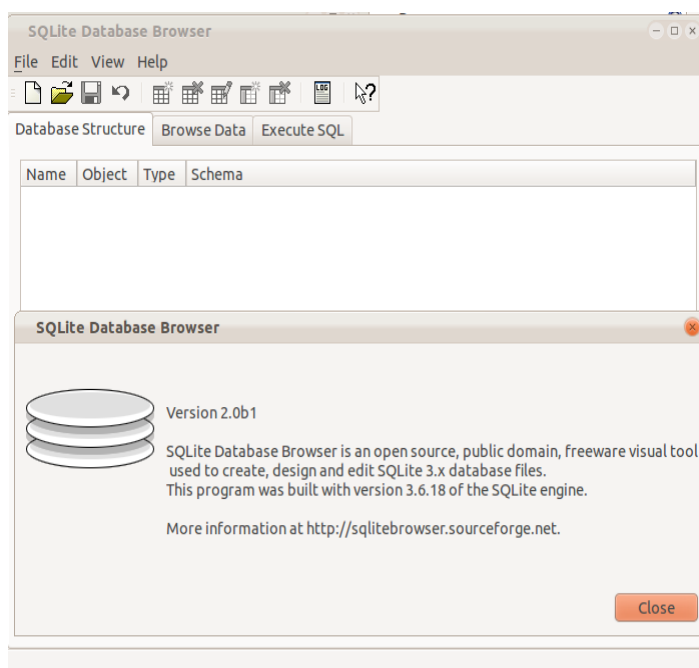 SQLite Database Browser
File Edit View Help
LOG
Database Structure Browse Data Execute SQL
Name Object Type Schema
SQLite Database Browser
Version 2.0b1
SQLite Database Browser is an open source, public domain, freeware visual tool
used to create, design and edit SQLite 3.x database files.
This program was built with version 3.6.18 of the SQLite engine.
More information at http://sqlitebrowser.sourceforge.net.
Close